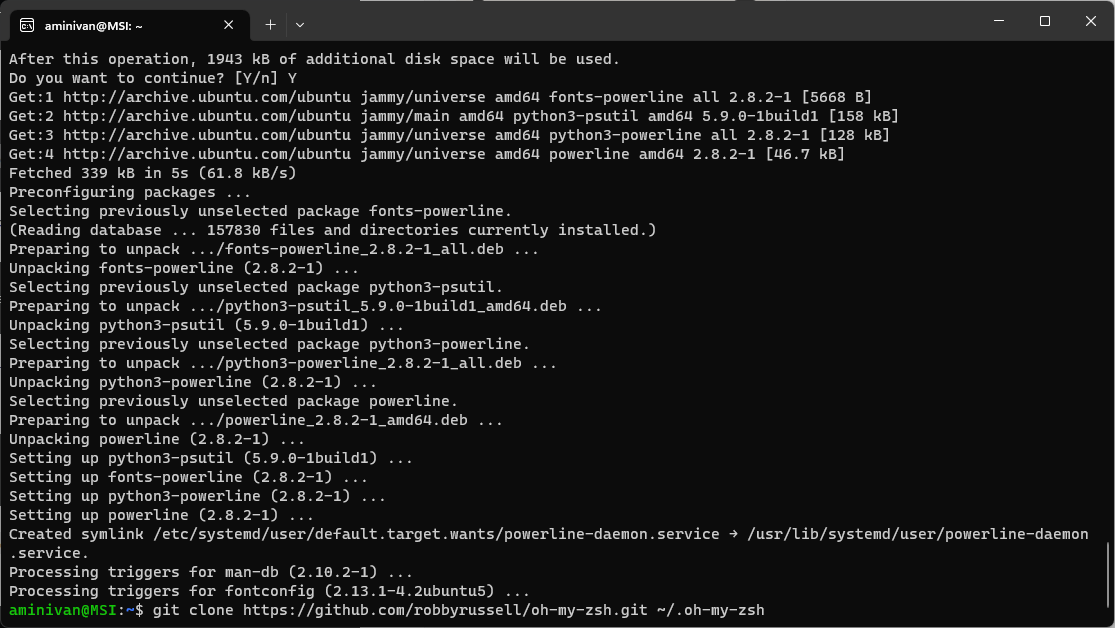 aminivan@MSI: ~
After this operation, 1943 kB of additional disk space will be used.
Do you want to continue? [Y/n] Y
Get:1 http://archive.ubuntu.com/ubuntu jammy/universe amd64 fonts-powerline all 2.8.2-1 [5668 B]
Get:2 http://archive.ubuntu.com/ubuntu jammy/main amd64 python3-psutil amd64 5.9.0-1build1 [158 kB]
Get:3 http://archive.ubuntu.com/ubuntu jammy/universe amd64 python3-powerline all 2.8.2-1 [128 kB]
Get:4 http://archive.ubuntu.com/ubuntu jammy/universe amd64 powerline amd64 2.8.2-1 [46.7 kB]
Fetched 339 kB in 5s (61.8 kB/s)
Preconfiguring packages ...
Selecting previously unselected package fonts-powerline.
(Reading database ... 157830 files and directories currently installed.)
Preparing to unpack .../fonts-powerline_2.8.2-1_all.deb ...
Unpacking fonts-powerline (2.8.2-1) ...
Selecting previously unselected package python3-psutil.
Preparing to unpack .../python3-psutil_5.9.0-1build1_amd64.deb ...
Unpacking python3-psutil (5.9.0-1build1) ...
Selecting previously unselected package python3-powerline.
Preparing to unpack .../python3-powerline_2.8.2-1_all.deb ...
Unpacking python3-powerline (2.8.2-1) ...
Selecting previously unselected package powerline.
Preparing to unpack .../powerline_2.8.2-1_amd64.deb ...
Unpacking powerline (2.8.2-1) ...
Setting up python3-psutil (5.9.0-1build1) ...
Setting up fonts-powerline (2.8.2-1) ...
Setting up python3-powerline (2.8.2-1) ...
Setting up powerline (2.8.2-1) ...
Created symlink /etc/systemd/user/default.target.wants/powerline-daemon.service → /usr/lib/systemd/user/powerline-daemon
.service.
Processing triggers for man-db (2.10.2-1) ...
Processing triggers for fontconfig (2.13.1-4.2ubuntu5) ...
aminivan@MSI:~$ git clone https://github.com/robbyrussell/oh-my-zsh.git ~/.oh-my-zsh